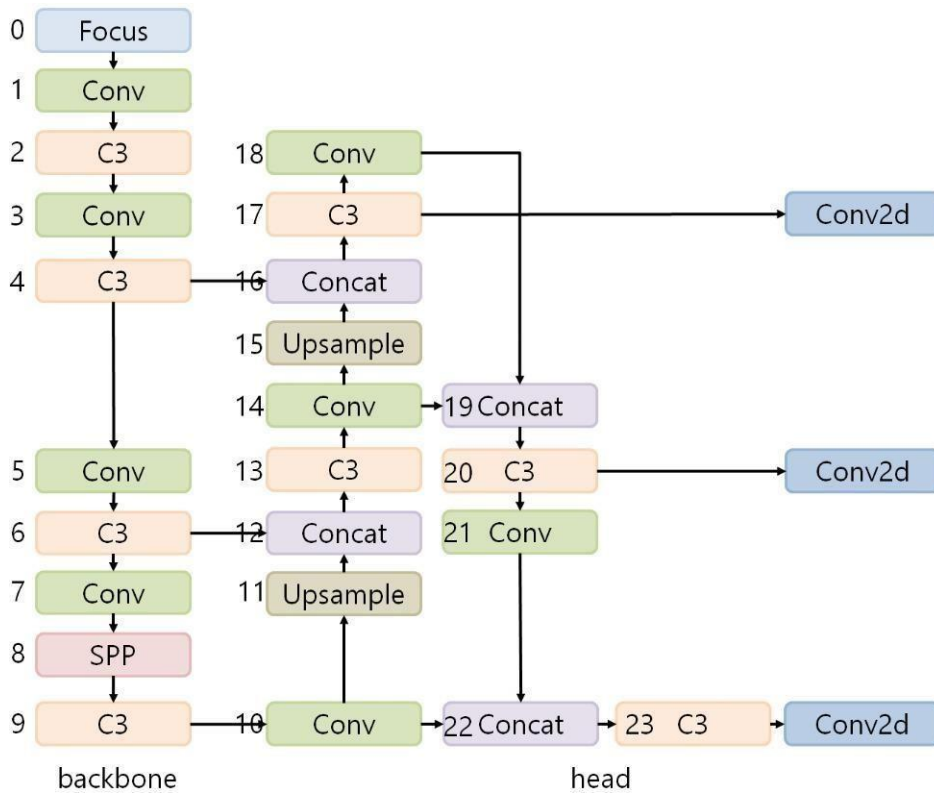 0 Focus
1 Conv
2 C3
18 Conv
3 Conv
17 C3
Conv2d
4 C3
16 Concat
15 Upsample
14 Conv
19 Concat
5 Conv
13 C3
20 C3
Conv2d
6 C3
12 Concat
21 Conv
7 Conv
11 Upsample
8 SPP
9 C3
10 Conv
22 Concat
23 C3
Conv2d
backbone
head